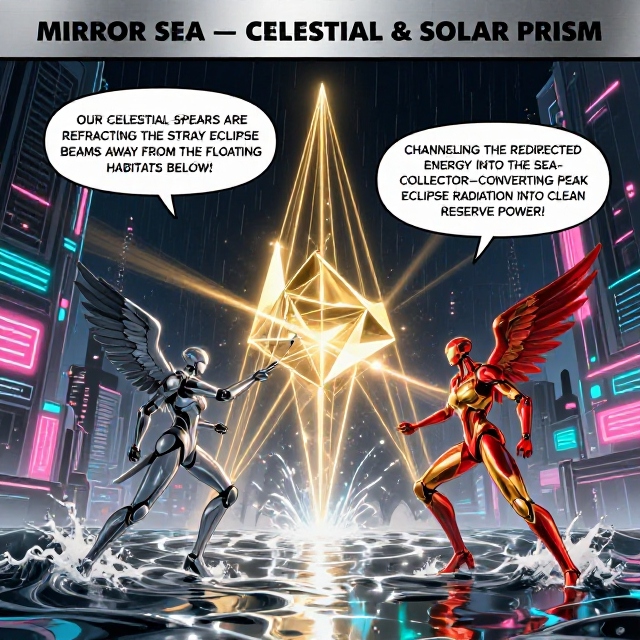 MIRROR SEA — CELESTIAL & SOLAR PRISM
OUR CELESTIAL SPEARS ARE
REFRACTING THE STRAY ECLIPSE
BEAMS AWAY FROM THE FLOATING
HABITATS BELOW!
CHANNELING THE REDIRECTED
ENERGY INTO THE SEA-
COLLECTOR—CONVERTING PEAK
ECLIPSE RADIATION INTO CLEAN
RESERVE POWER!